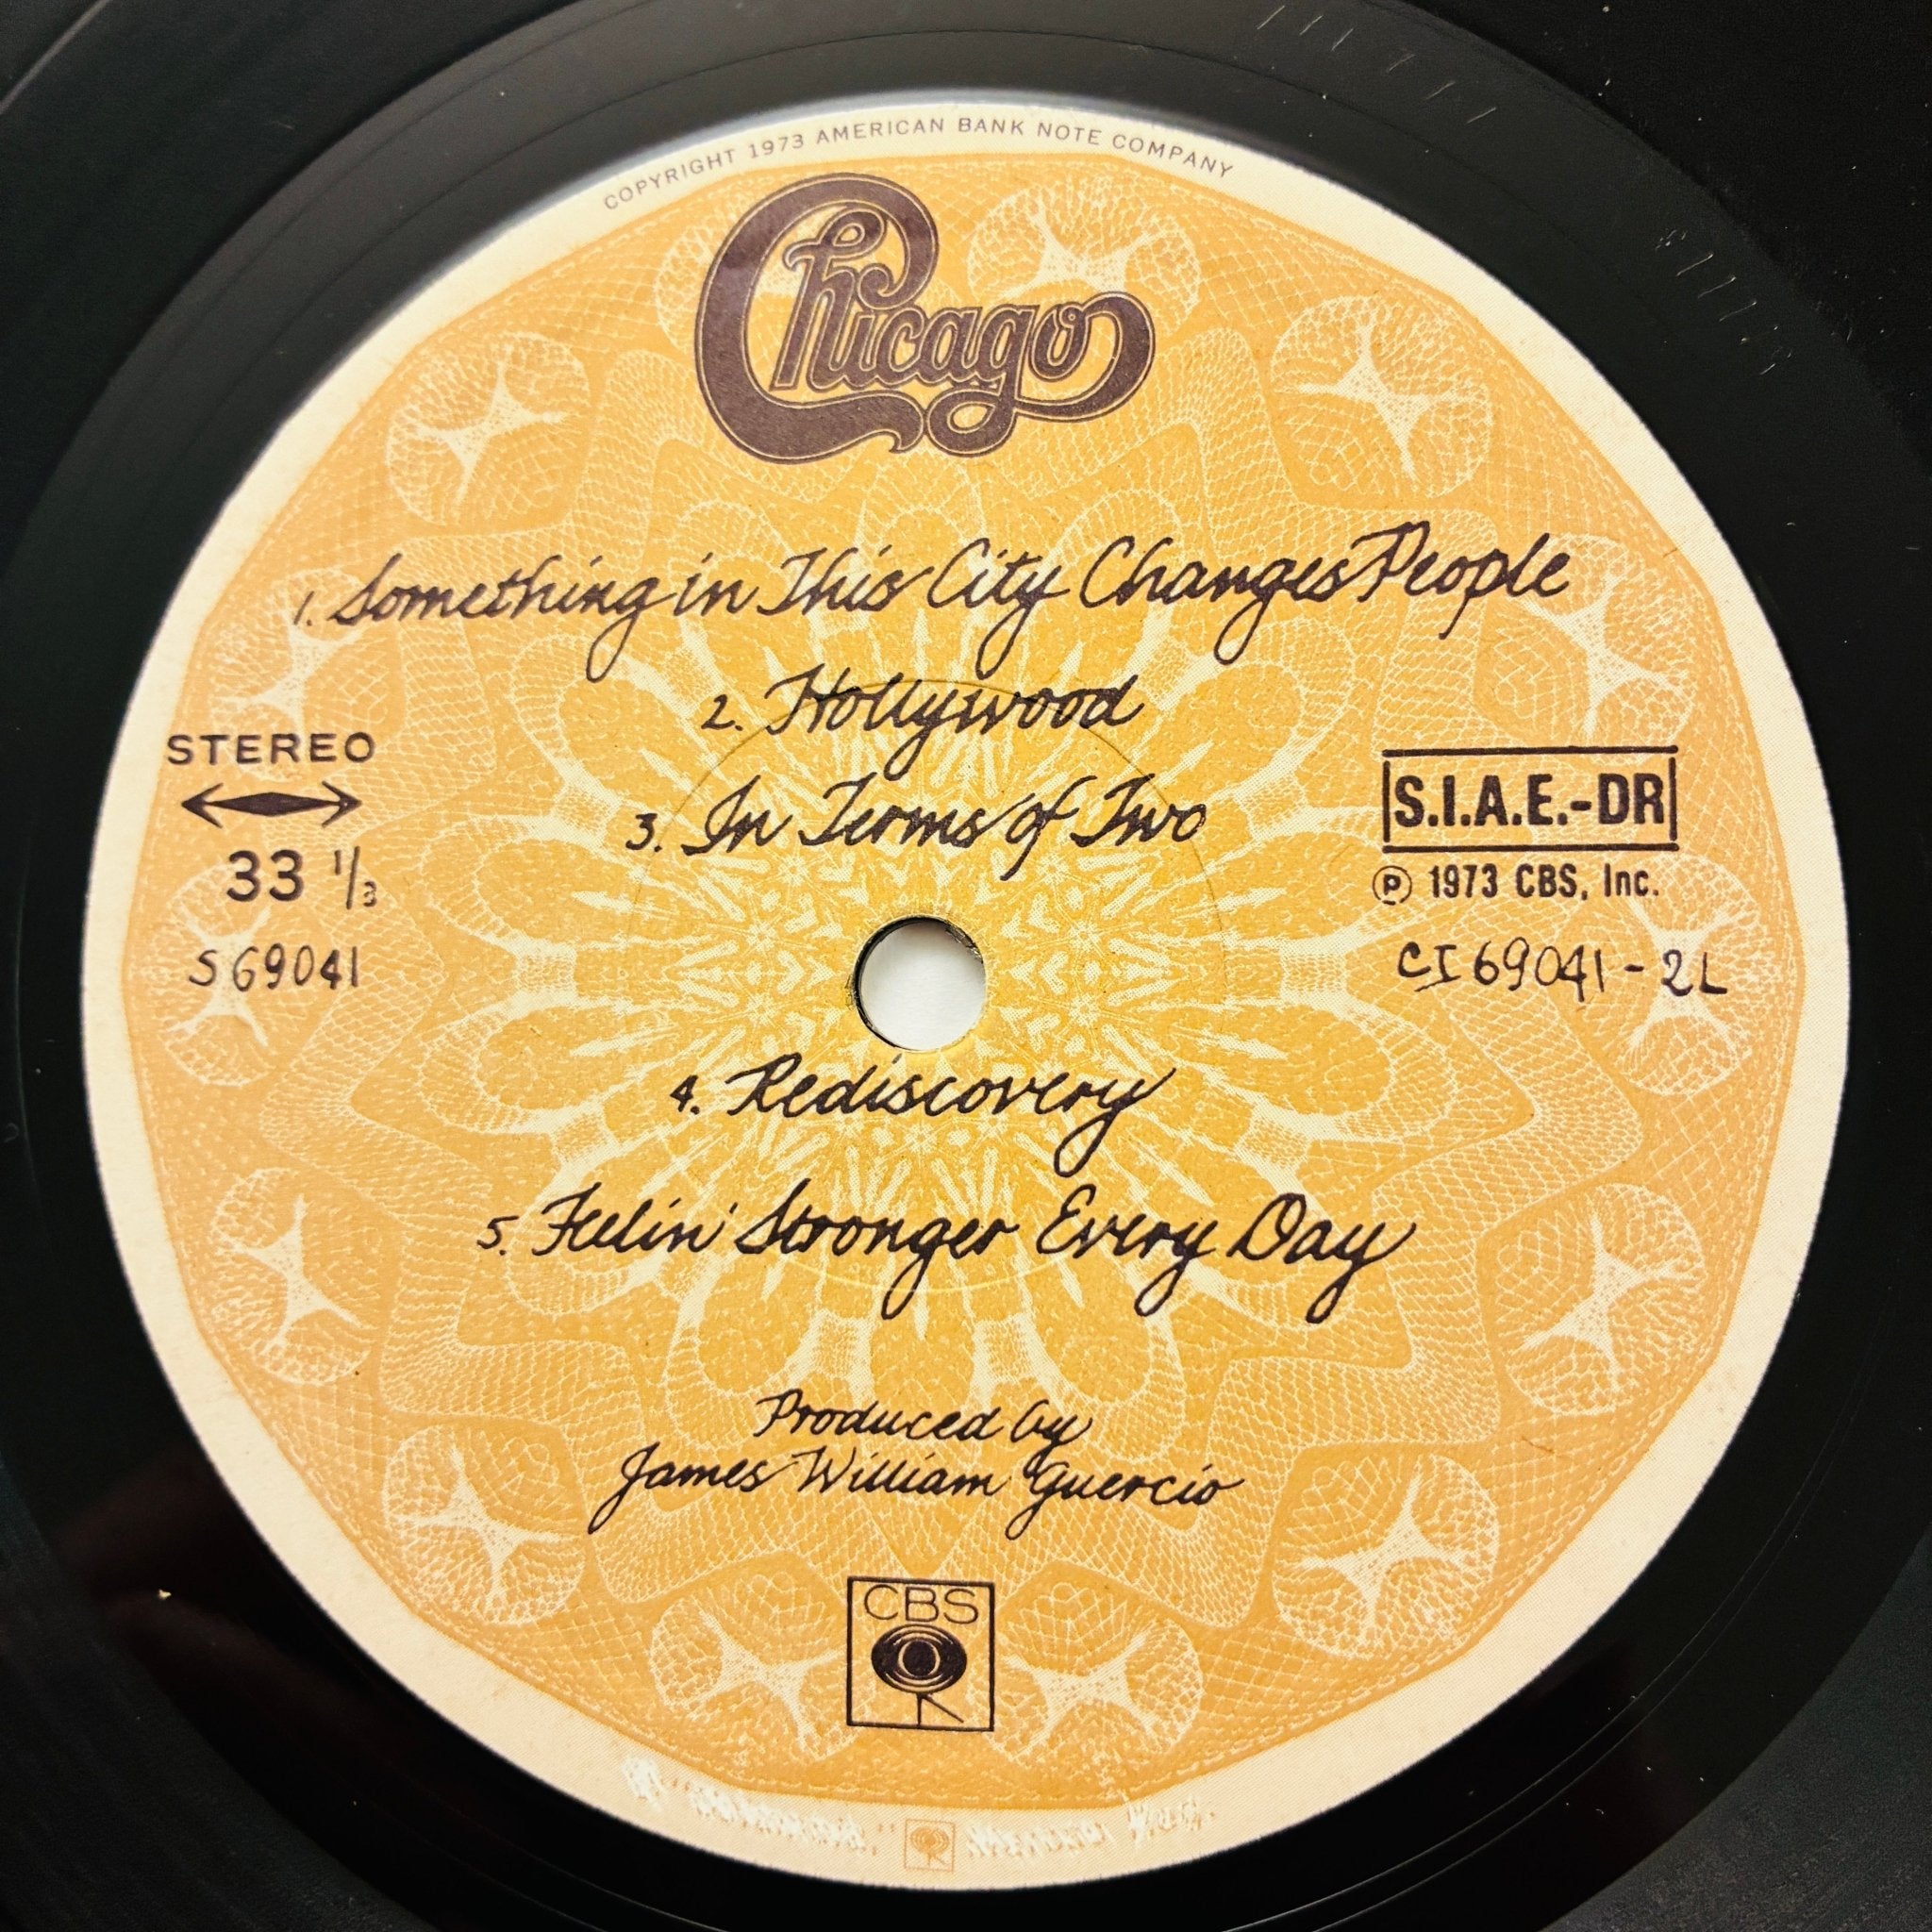 COPYRIGHT 1973 AMERICAN BANK NOTE COMPANY
Chicago
1. Something in This City Changes People
2. Hollywood
3. In Terms of Two
STEREO
33 1/3
S 69041
S.I.A.E.-DR
℗ 1973 CBS, Inc.
CI 69041-2L
4. Rediscovery
5. Feelin' Stronger Every Day
Produced by
James William Guercio
CBS